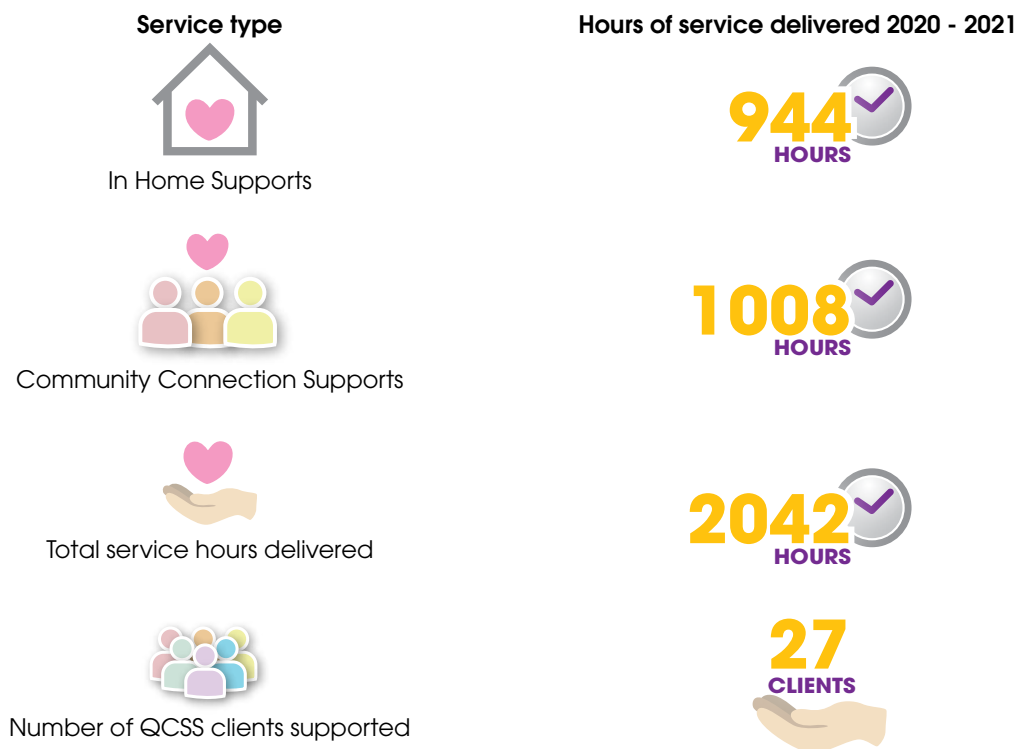 Service type
Hours of service delivered 2020 - 2021
944
HOURS
In Home Supports
1008
HOURS
Community Connection Supports
2042
HOURS
Total service hours delivered
27
CLIENTS
Number of QCSS clients supported